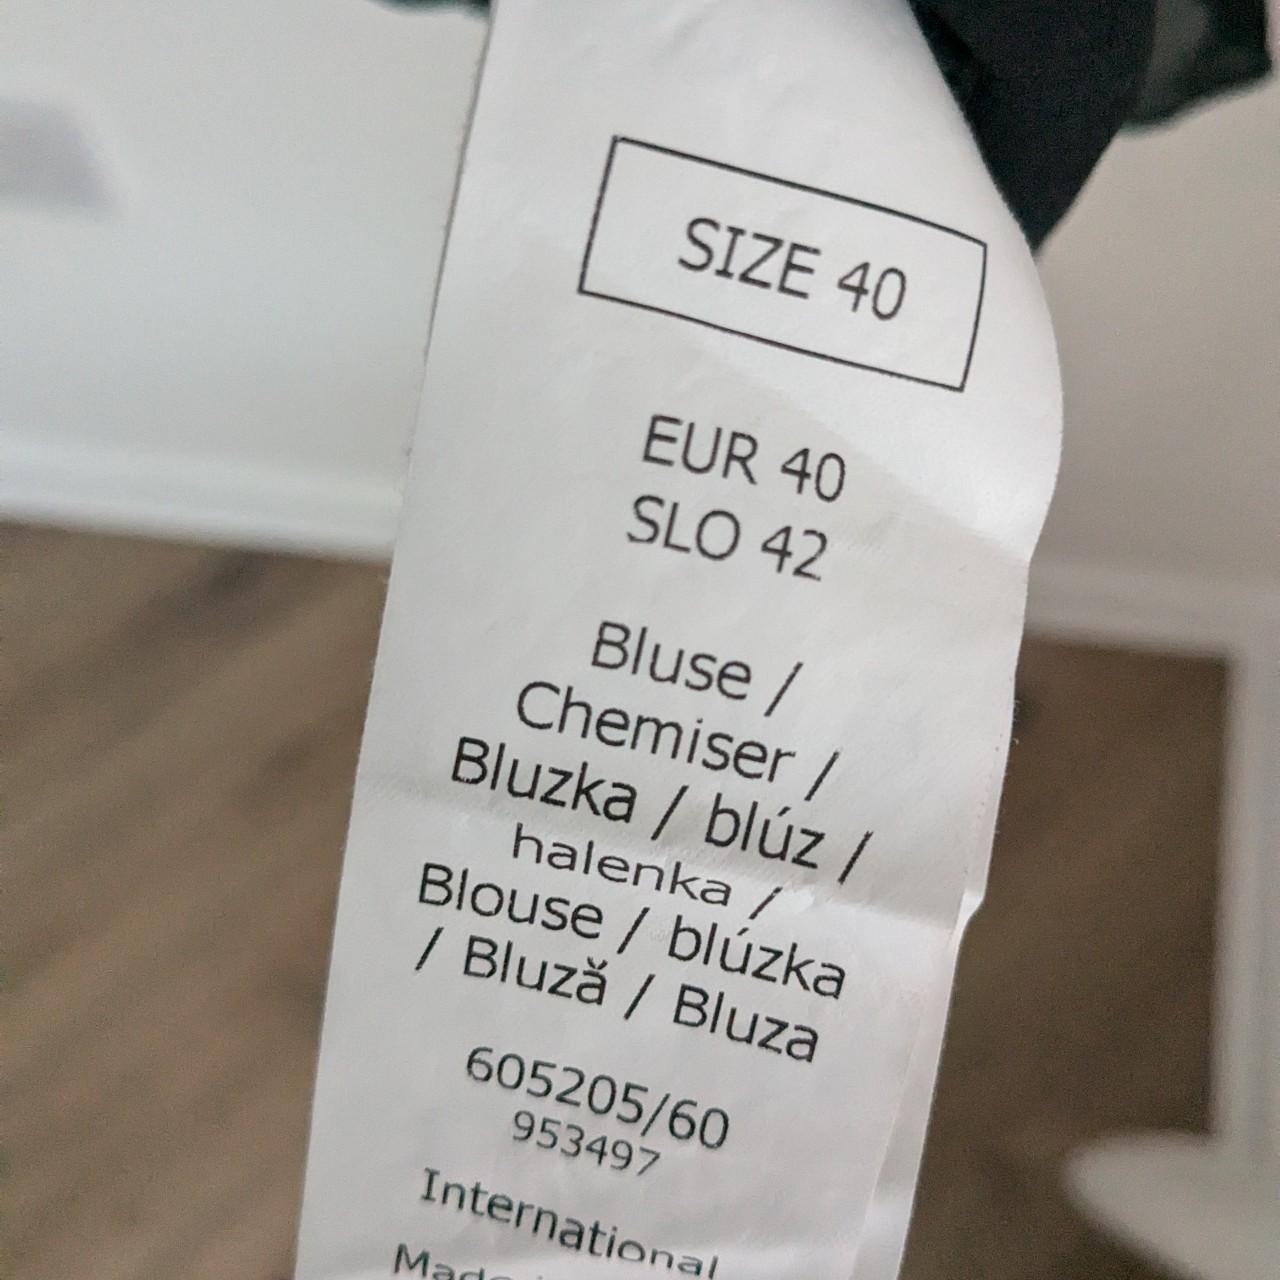 SIZE 40
EUR 40
SLO 42
Bluse /
Chemiser /
Bluzka / blúz /
halenka /
Blouse / blúzka
/ Bluză / Bluza
605205/60
953497
International
Made